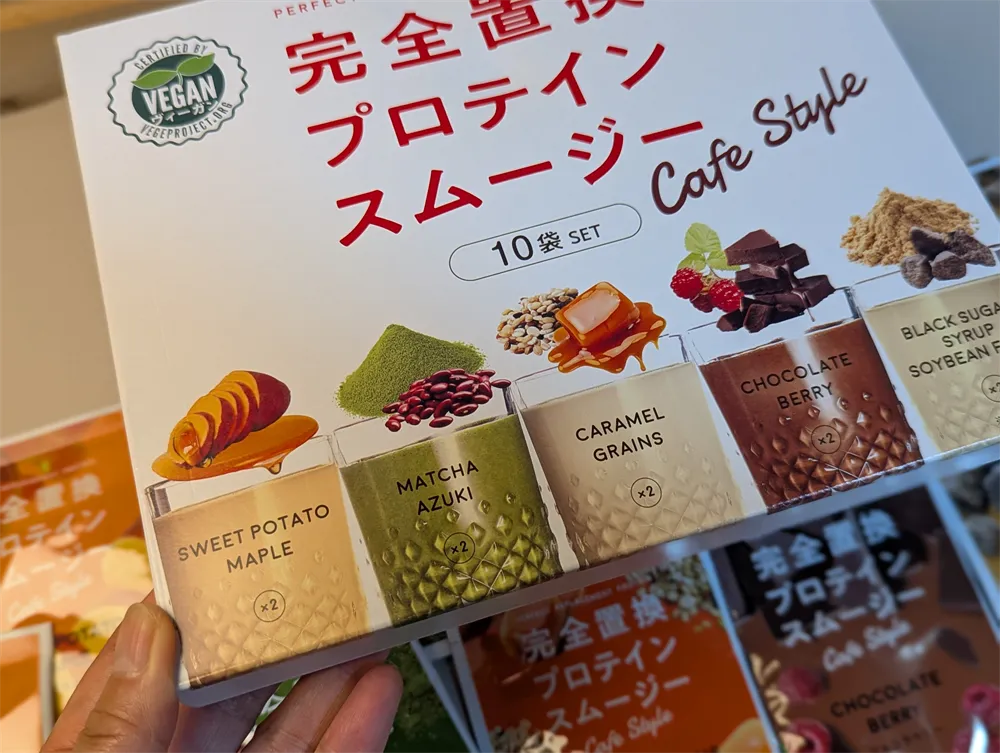 PERFECT
完全置換
プロテイン
スムージー
Cafe Style
10袋 SET
CERTIFIED BY
VEGAN
ヴィーガン
VEGEPROJECT.ORG
SWEET POTATO
MAPLE
×2
MATCHA
AZUKI
×2
CARAMEL
GRAINS
×2
CHOCOLATE
BERRY
×2
BLACK SUGA
SYRUP
SOYBEAN F
全置換
ロテイン
ムージー
Cafe Style
完全置換
プロテイン
スムージー
Cafe Style
完全置換
プロテイン
スムージー
Cafe Style
CHOCOLATE
BERRY